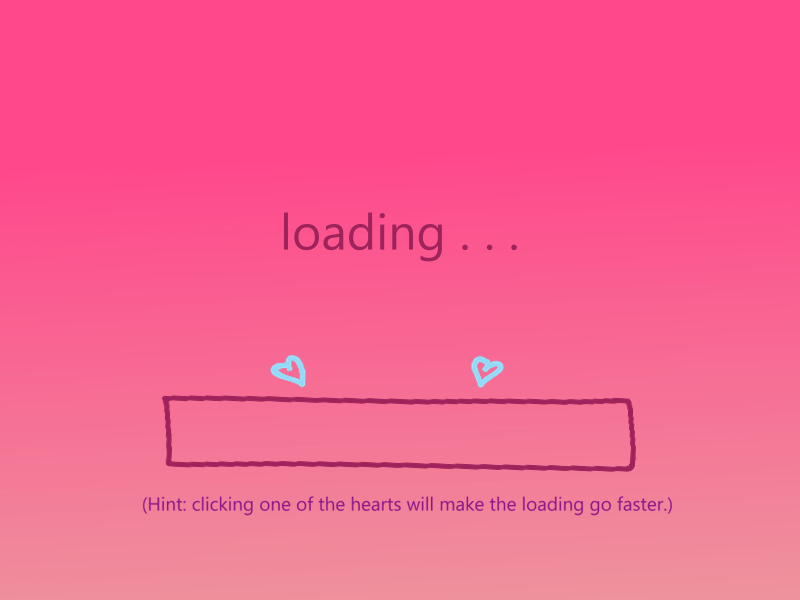 loading . . .
(Hint: clicking one of the hearts will make the loading go faster.)